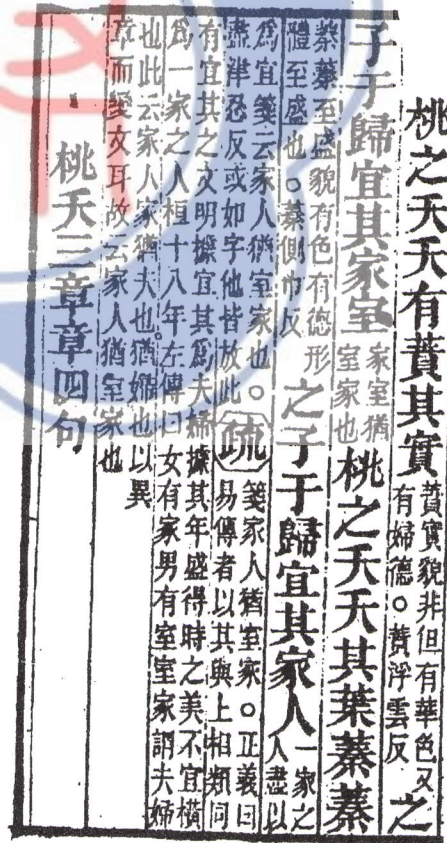 桃之夭夭有蕡其實
蕡實貌非但有華色又
有婦德○蕡浮雲反
之
子于歸宜其家室
家室猶
室家也
桃之夭夭其葉蓁蓁
蓁蓁至盛貌有色有德形
體至盛也○蓁側巾反
之子于歸宜其家人
一家之
人盡以
爲宜箋云家人猶室家也○
盡津忍反或如字他皆放此
疏
箋家人猶室家○正義曰
易傳者以其與上相類同
有宜其之文明據宜其爲夫婦據其年盛得時之美不宜橫
爲一家之人桓十八年左傳曰女有家男有室室家謂夫婦
也此云家人家猶夫也猶婦也以異
章而變文耳故云家人猶室家也
桃夭三章章四句